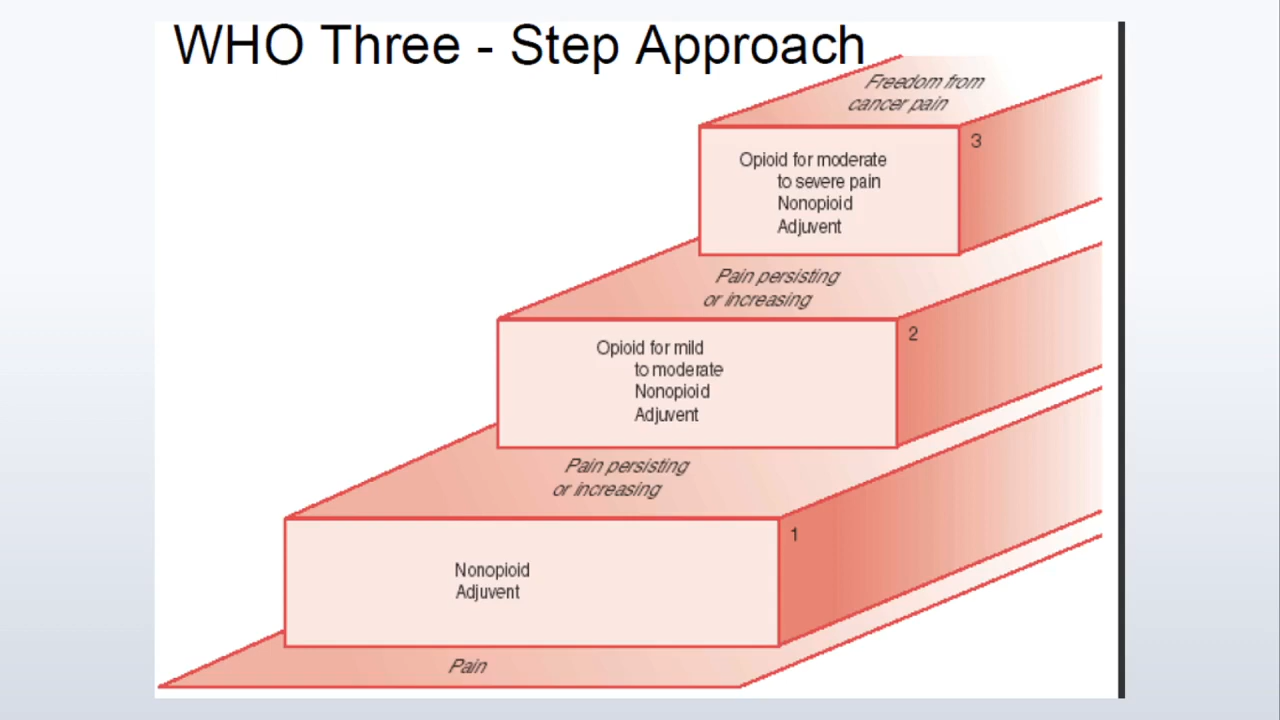 WHO Three - Step Approach
Freedom from
cancer pain
3
Opioid for moderate
to severe pain
Nonopioid
Adjuvent
Pain persisting
or increasing
2
Opioid for mild
to moderate
Nonopioid
Adjuvent
Pain persisting
or increasing
1
Nonopioid
Adjuvent
Pain